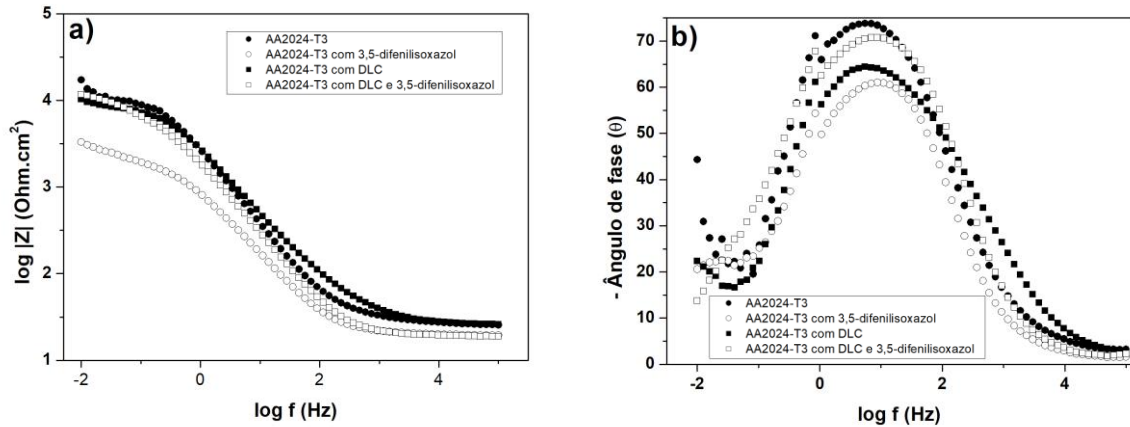 a)
AA2024-T3
AA2024-T3 com 3,5-difenilisoxazol
AA2024-T3 com DLC
AA2024-T3 com DLC e 3,5-difenilisoxazol
log |Z| (Ohm.cm²)
5
4
3
2
1
-2 0 2 4
log f (Hz)
b)
- Ângulo de fase (θ)
-75
60
50
40
30
20
10
0
AA2024-T3
AA2024-T3 com 3,5-difenilisoxazol
AA2024-T3 com DLC
AA2024-T3 com DLC e 3,5-difenilisoxazol
-2 0 2 4
log f (Hz)